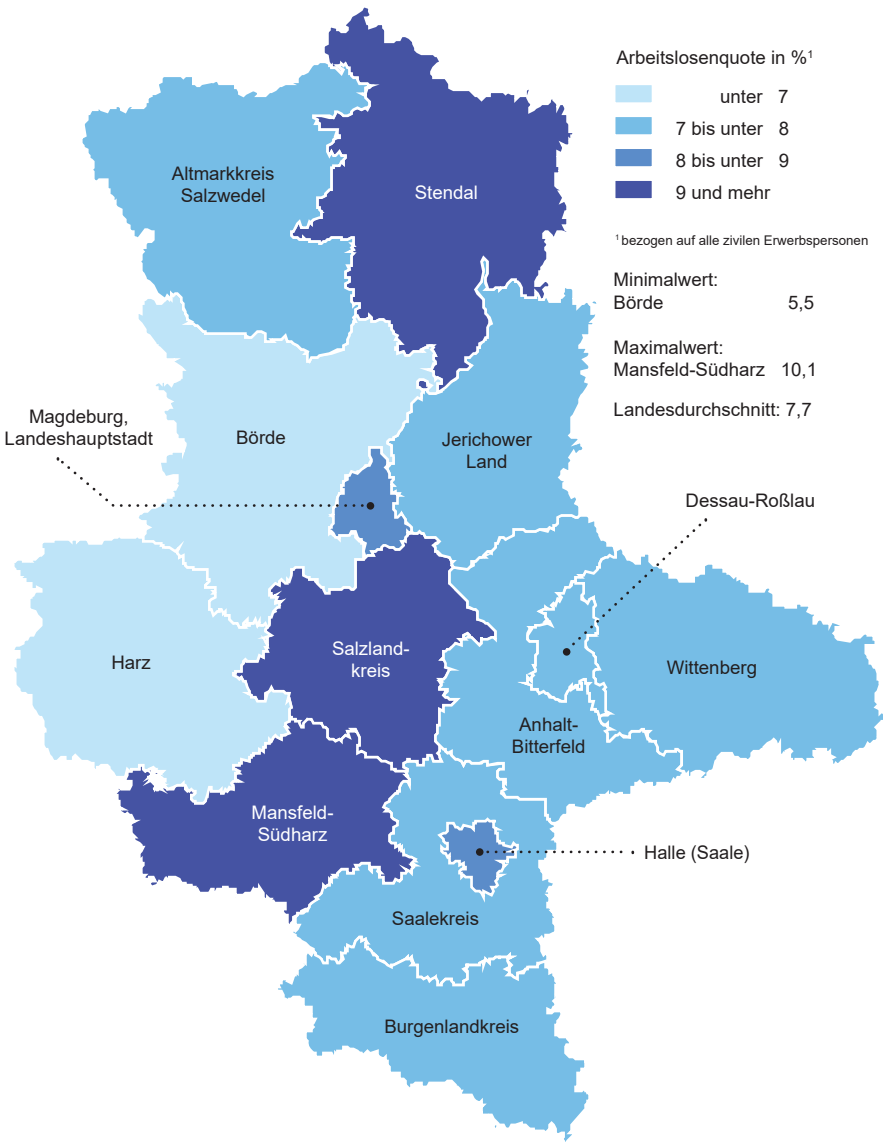 Arbeitslosenquote in %¹
unter 7
7 bis unter 8
8 bis unter 9
9 und mehr
¹ bezogen auf alle zivilen Erwerbspersonen
Minimalwert:
Börde 5,5
Maximalwert:
Mansfeld-Südharz 10,1
Landesdurchschnitt: 7,7
Altmarkkreis
Salzwedel
Stendal
Magdeburg,
Landeshauptstadt
Börde
Jerichower
Land
Dessau-Roßlau
Harz
Salzland-
kreis
Wittenberg
Anhalt-
Bitterfeld
Mansfeld-
Südharz
Halle (Saale)
Saalekreis
Burgenlandkreis